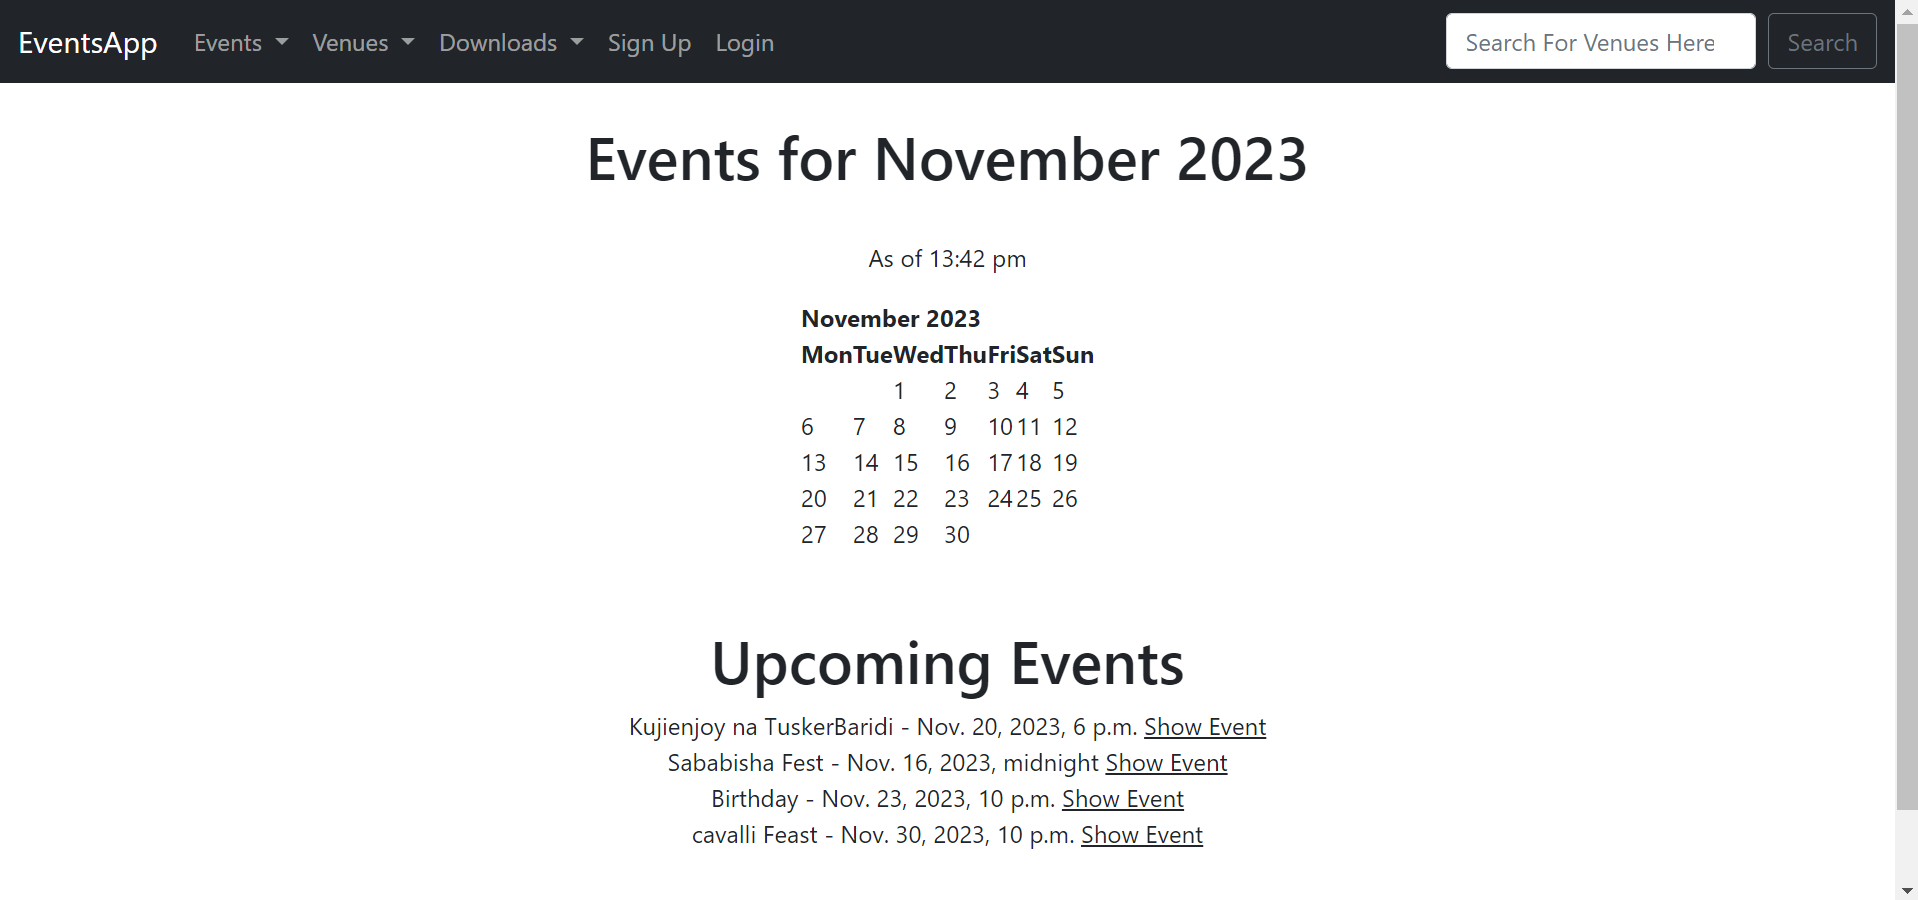 EventsApp Events Venues Downloads Sign Up Login Search For Venues Here Search
Events for November 2023
As of 13:42 pm
November 2023
Mon Tue Wed Thu Fri Sat Sun
1 2 3 4 5
6 7 8 9 10 11 12
13 14 15 16 17 18 19
20 21 22 23 24 25 26
27 28 29 30
Upcoming Events
Kujienjoy na TuskerBaridi - Nov. 20, 2023, 6 p.m. Show Event
Sababisha Fest - Nov. 16, 2023, midnight Show Event
Birthday - Nov. 23, 2023, 10 p.m. Show Event
cavalli Feast - Nov. 30, 2023, 10 p.m. Show Event